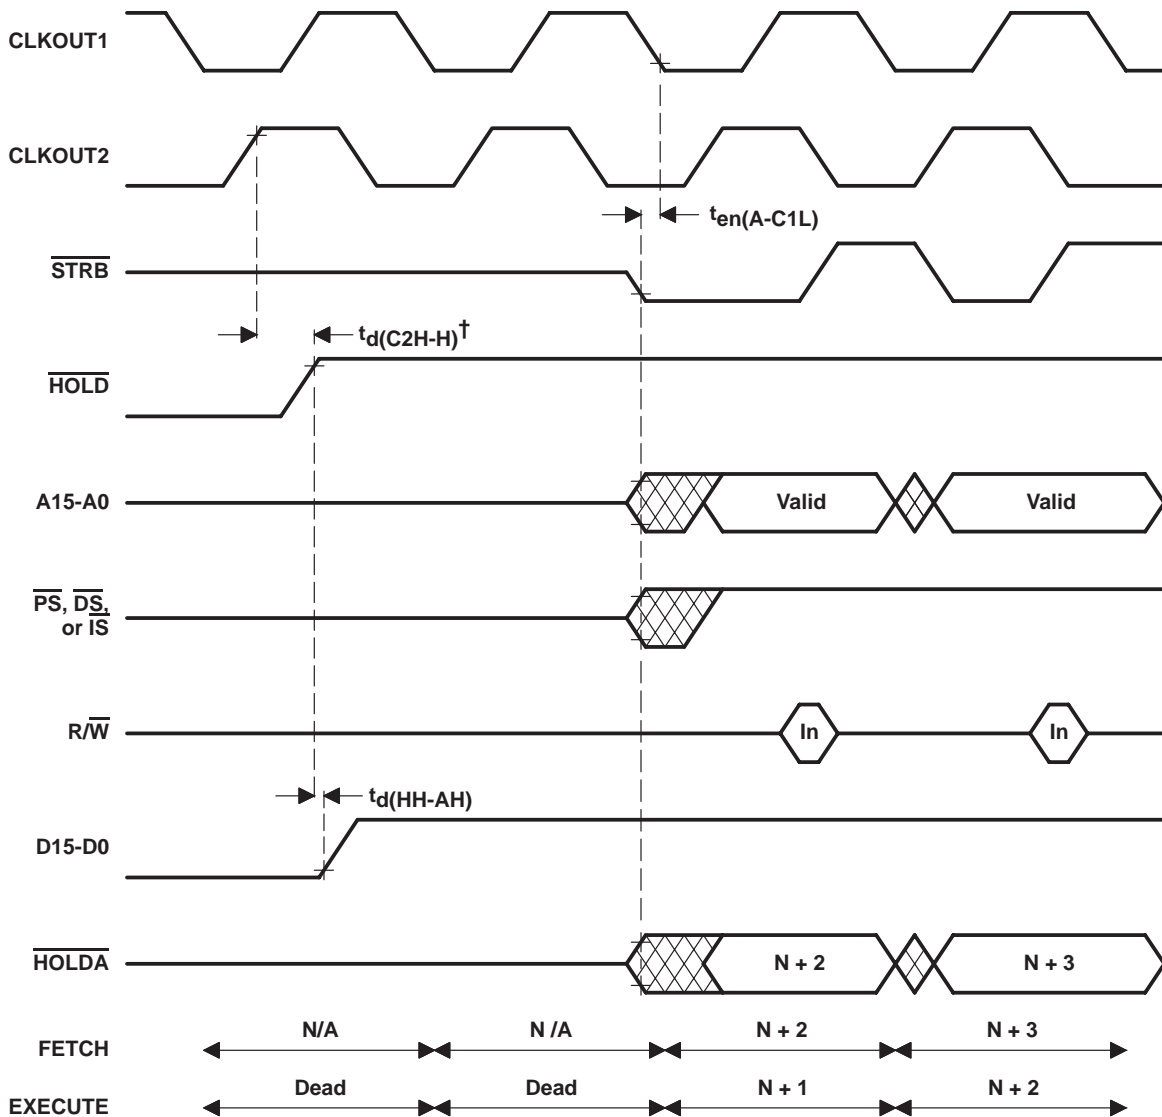 CLKOUT1
CLKOUT2
ten(A-C1L)
STRB
td(C2H-H)†
HOLD
A15-A0
Valid
Valid
PS, DS,
or IS
R/W
In
In
td(HH-AH)
D15-D0
HOLDA
N + 2
N + 3
FETCH
N/A
N /A
N + 2
N + 3
EXECUTE
Dead
Dead
N + 1
N + 2